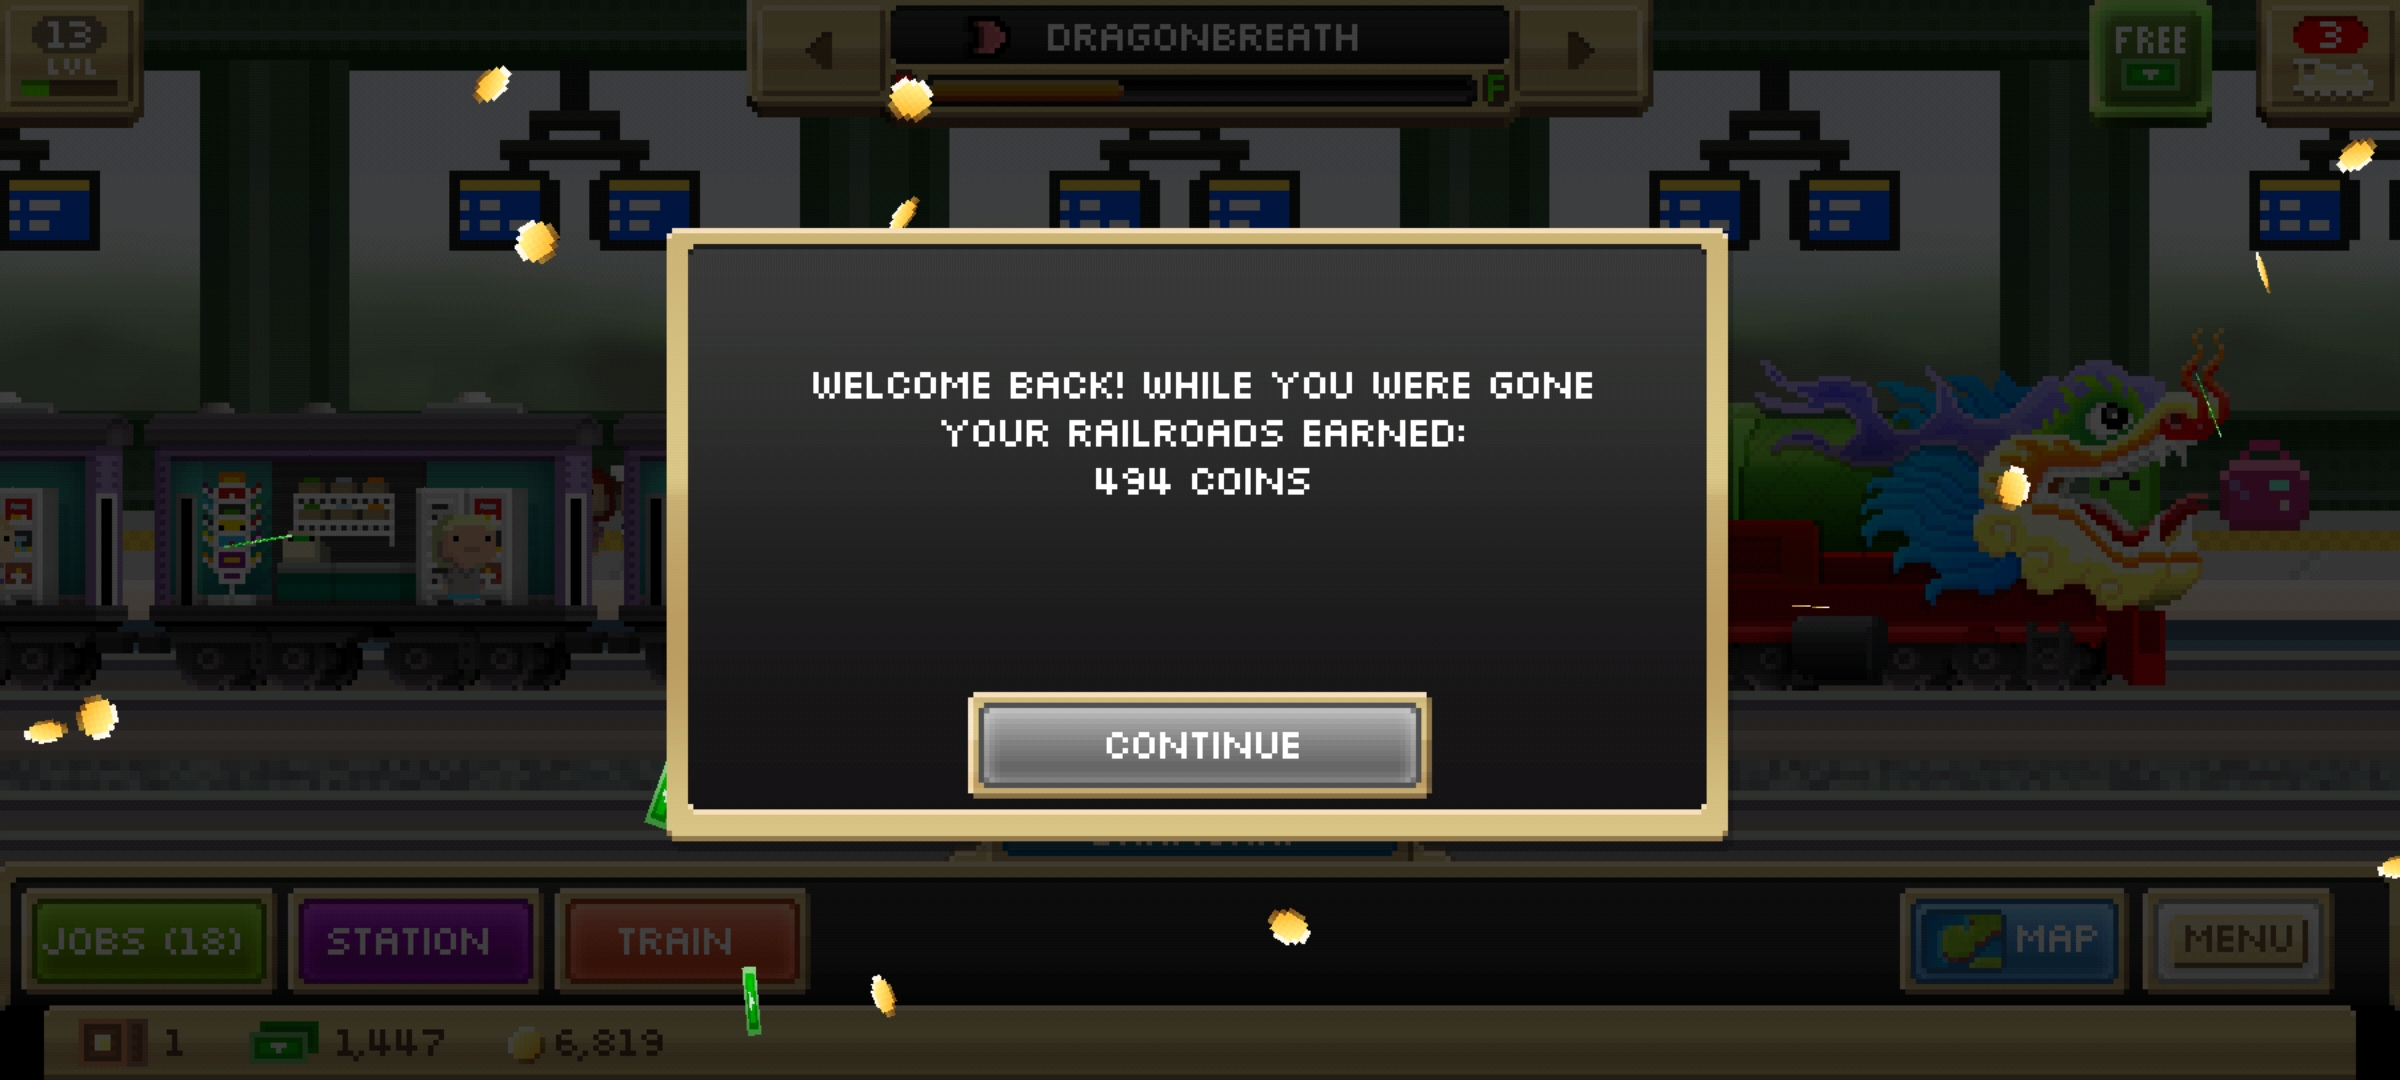 13
LVL
DRAGONBREATH
F
FREE
3
WELCOME BACK! WHILE YOU WERE GONE
YOUR RAILROADS EARNED:
494 COINS
CONTINUE
JOBS (18)
STATION
TRAIN
MAP
MENU
1
1,447
6,819